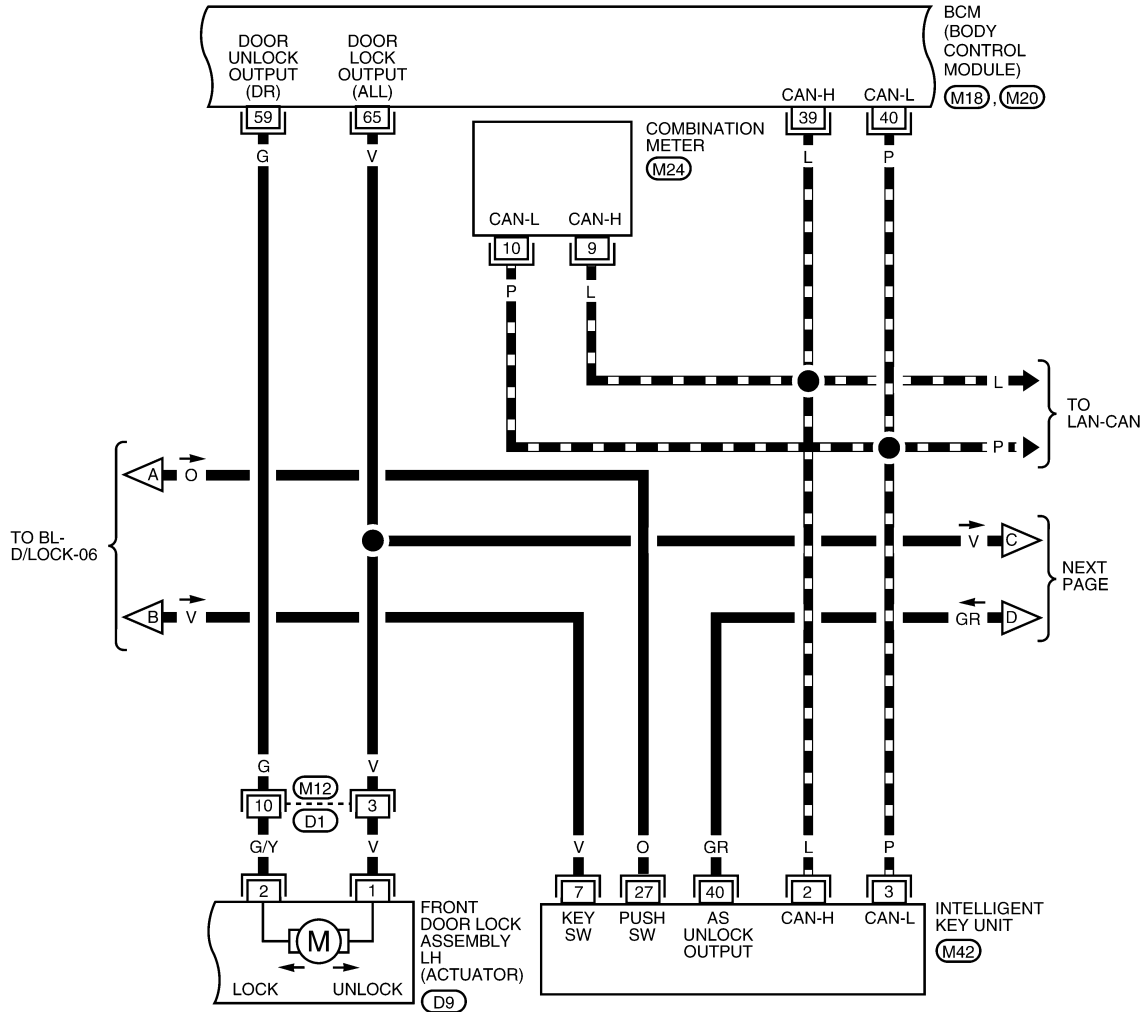 BCM
(BODY
CONTROL
MODULE)
M18 , M20
DOOR
UNLOCK
OUTPUT
(DR)
DOOR
LOCK
OUTPUT
(ALL)
CAN-H
CAN-L
59
65
39
40
G
V
L
P
COMBINATION
METER
M24
CAN-L
CAN-H
10
9
P
L
L
P
TO
LAN-CAN
TO BL-
D/LOCK-06
A
O
B
V
V
C
GR
D
NEXT
PAGE
G
V
10
M12
D1
3
G/Y
V
V
O
GR
L
P
2
1
7
27
40
2
3
M
LOCK
UNLOCK
FRONT
DOOR LOCK
ASSEMBLY
LH
(ACTUATOR)
D9
KEY
SW
PUSH
SW
AS
UNLOCK
OUTPUT
CAN-H
CAN-L
INTELLIGENT
KEY UNIT
M42